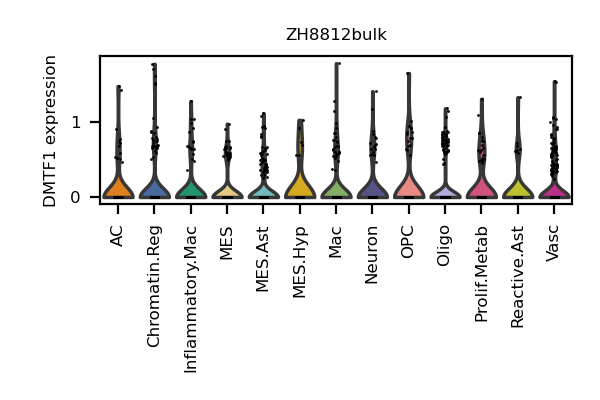 ZH8812bulk
DMTF1 expression
1
0
AC
Chromatin.Reg
Inflammatory.Mac
MES
MES.Ast
MES.Hyp
Mac
Neuron
OPC
Oligo
Prolif.Metab
Reactive.Ast
Vasc